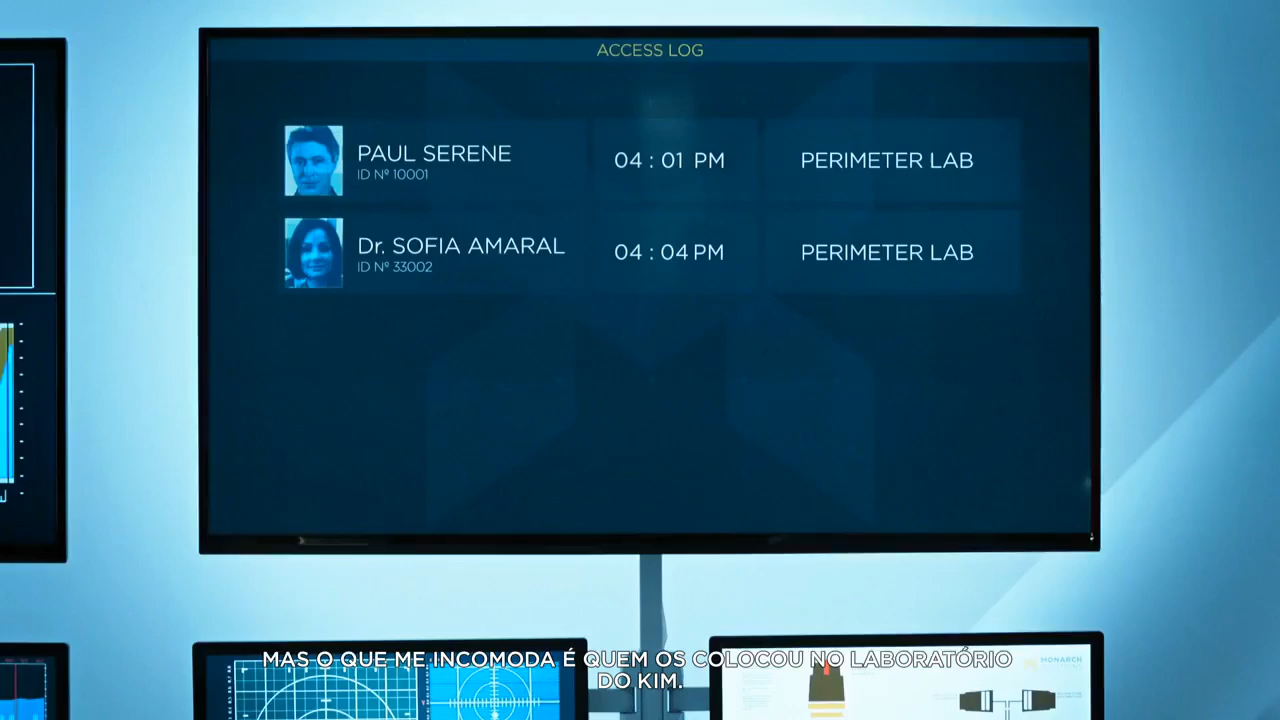 ACCESS LOG
PAUL SERENE
ID Nº 10001
04 : 01 PM
PERIMETER LAB
Dr. SOFIA AMARAL
ID Nº 33002
04 : 04 PM
PERIMETER LAB
MONARCH
MAS O QUE ME INCOMODA É QUEM OS COLOCOU NO LABORATÓRIO
DO KIM.